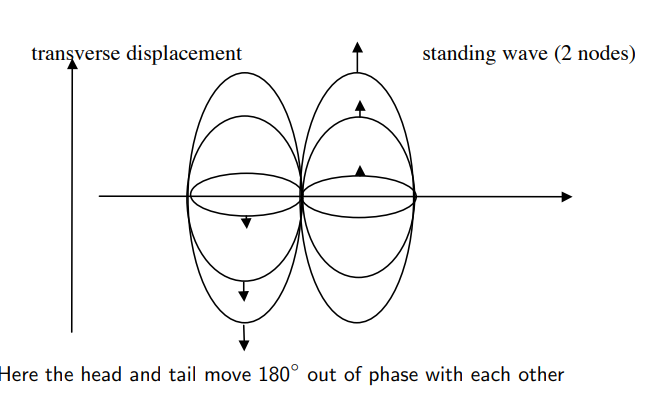 transverse displacement
standing wave (2 nodes)
Here the head and tail move 180° out of phase with each other